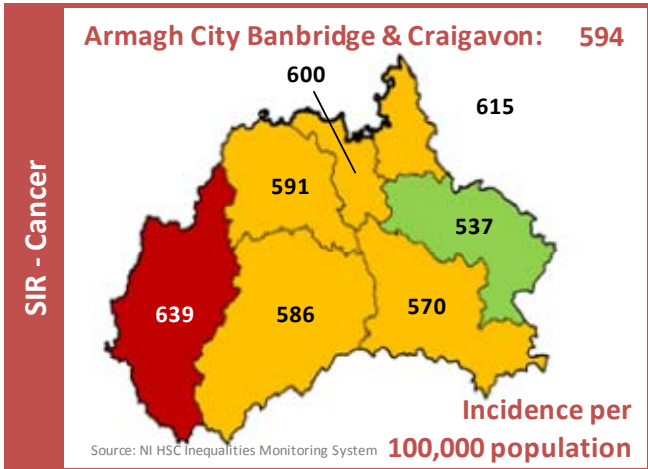 SIR - Cancer
Armagh City Banbridge & Craigavon: 594
600
615
591
537
639
586
570
Incidence per
100,000 population
Source: NI HSC Inequalities Monitoring System